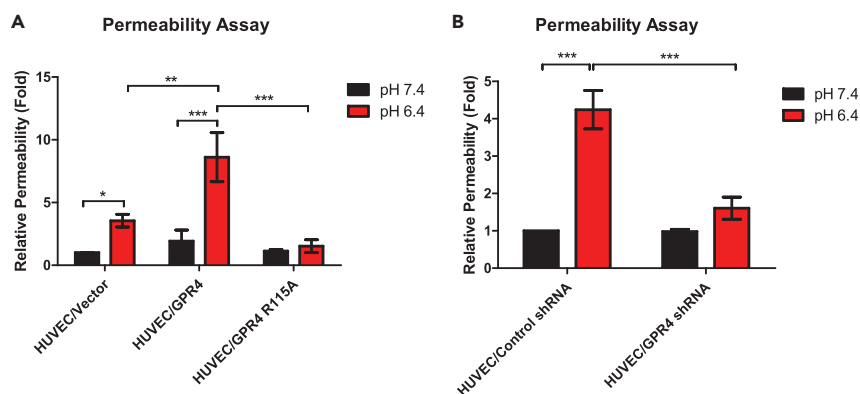 A
Permeability Assay
Relative Permeability (Fold)
15
10
5
0
*
**
***
***
pH 7.4
pH 6.4
HUVEC/Vector
HUVEC/GPR4
HUVEC/GPR4 R115A
B
Permeability Assay
Relative Permeability (Fold)
5
4
3
2
1
0
***
***
pH 7.4
pH 6.4
HUVEC/Control shRNA
HUVEC/GPR4 shRNA